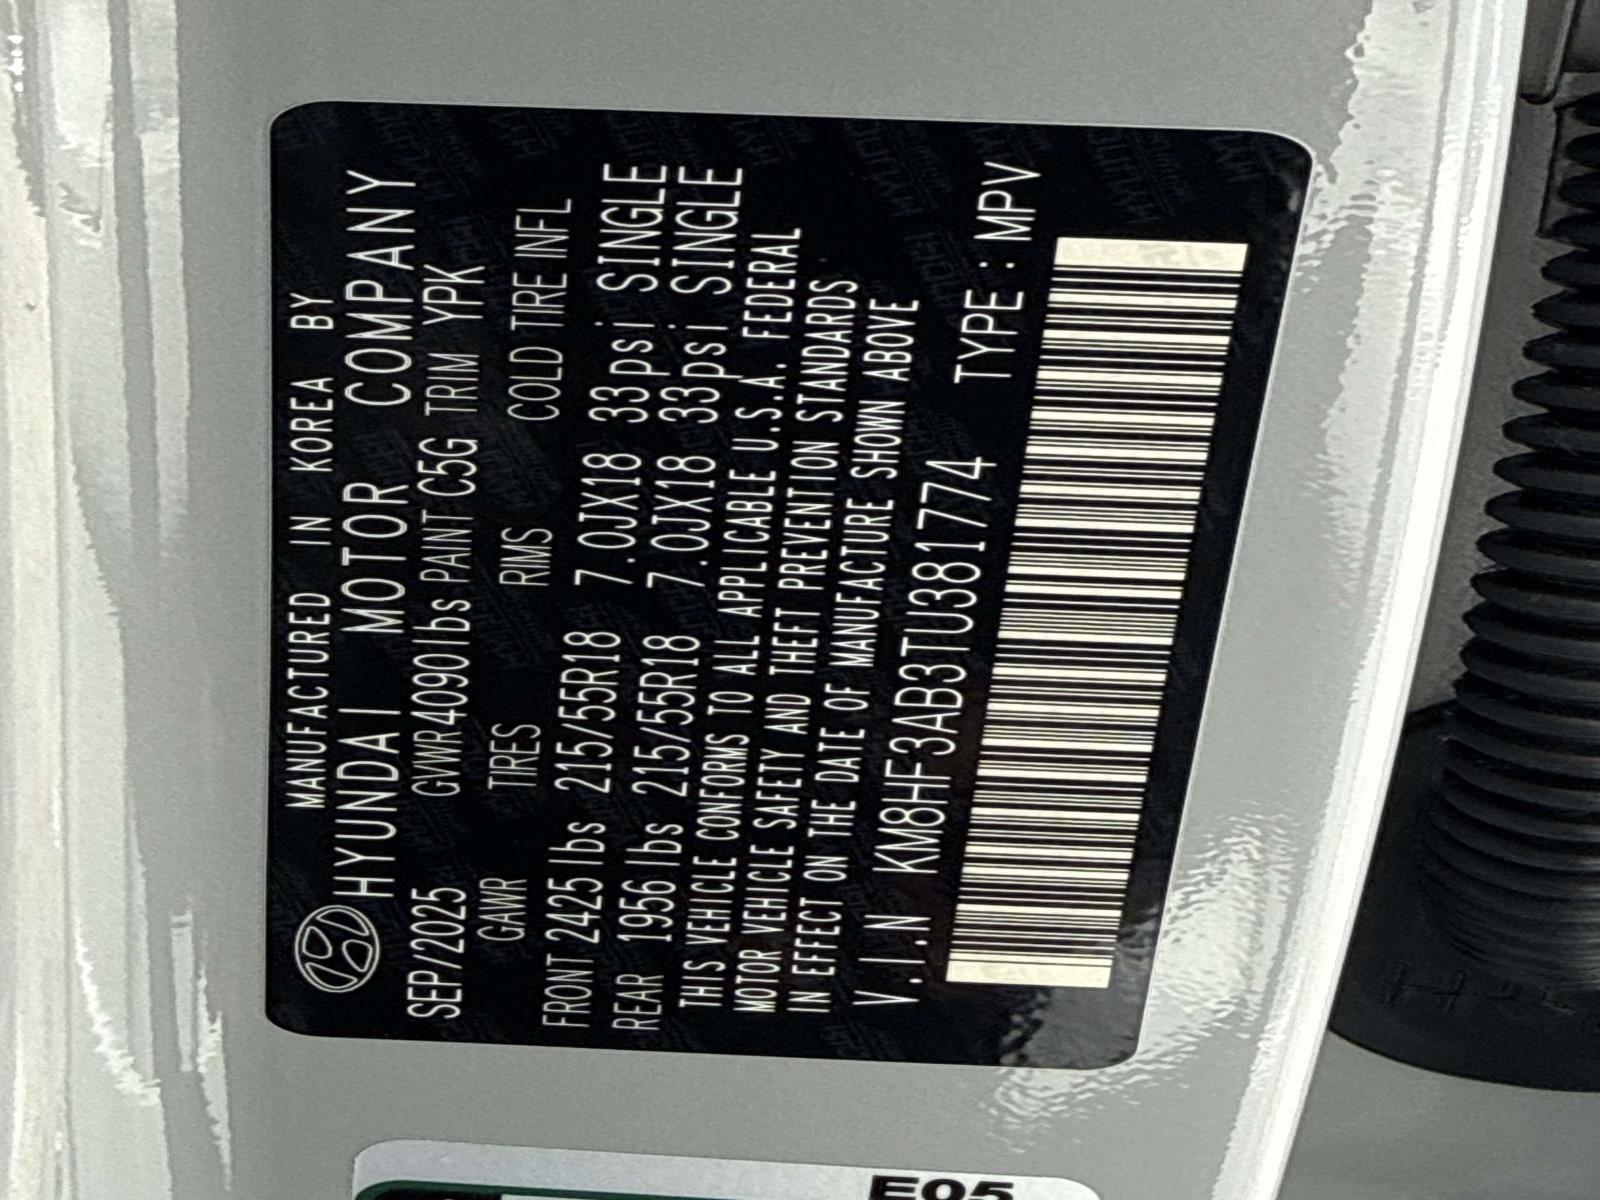 MANUFACTURED IN KOREA BY
HYUNDAI MOTOR COMPANY
SEP/2025 GVWR4090lbs PAINT C5G TRIM YPK
GAWR TIRES RIMS COLD TIRE INFL
FRONT 2425lbs 215/55R18 7.0JX18 33psi SINGLE
REAR 1956lbs 215/55R18 7.0JX18 33psi SINGLE
THIS VEHICLE CONFORMS TO ALL APPLICABLE U.S.A. FEDERAL
MOTOR VEHICLE SAFETY AND THEFT PREVENTION STANDARDS
IN EFFECT ON THE DATE OF MANUFACTURE SHOWN ABOVE
V.I.N KM8HF3AB3TU381774 TYPE:MPV
E05